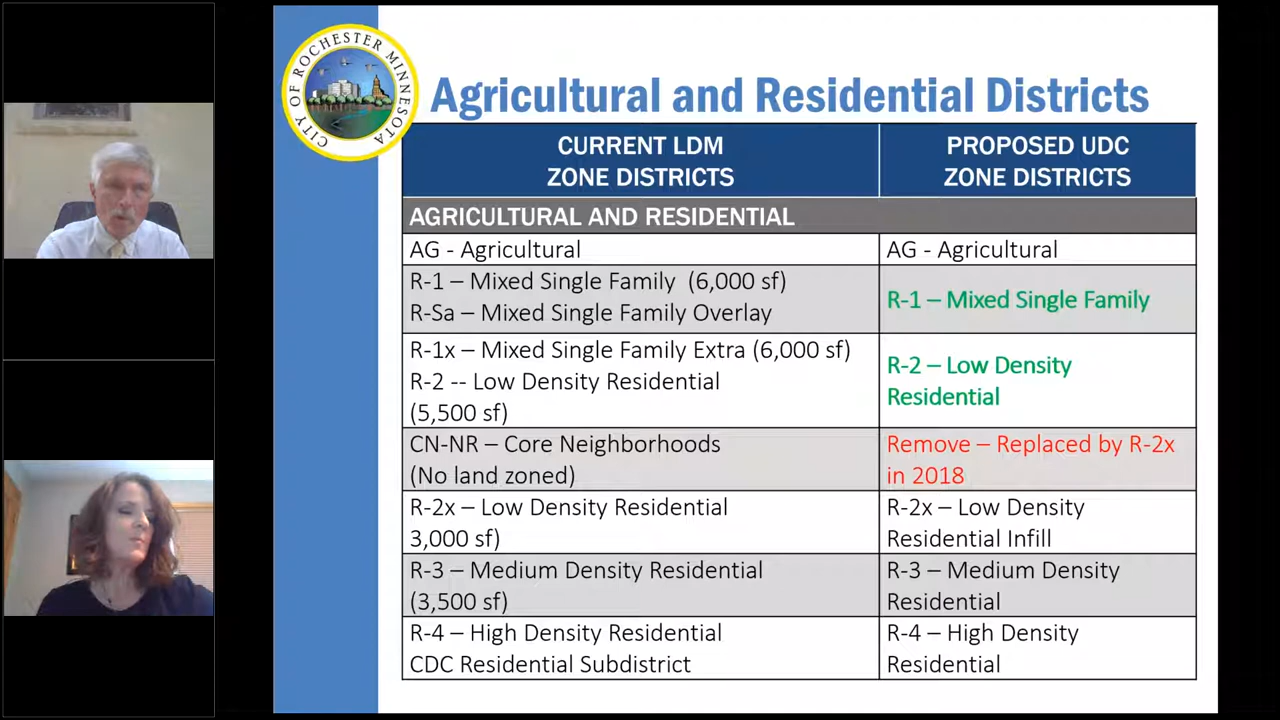 CITY OF ROCHESTER MINNESOTA
Agricultural and Residential Districts
CURRENT LDM
ZONE DISTRICTS
PROPOSED UDC
ZONE DISTRICTS
AGRICULTURAL AND RESIDENTIAL
AG - Agricultural
AG - Agricultural
R-1 – Mixed Single Family (6,000 sf)
R-Sa – Mixed Single Family Overlay
R-1 – Mixed Single Family
R-1x – Mixed Single Family Extra (6,000 sf)
R-2 -- Low Density Residential
(5,500 sf)
R-2 – Low Density
Residential
CN-NR – Core Neighborhoods
(No land zoned)
Remove – Replaced by R-2x
in 2018
R-2x – Low Density Residential
3,000 sf)
R-2x – Low Density
Residential Infill
R-3 – Medium Density Residential
(3,500 sf)
R-3 – Medium Density
Residential
R-4 – High Density Residential
CDC Residential Subdistrict
R-4 – High Density
Residential